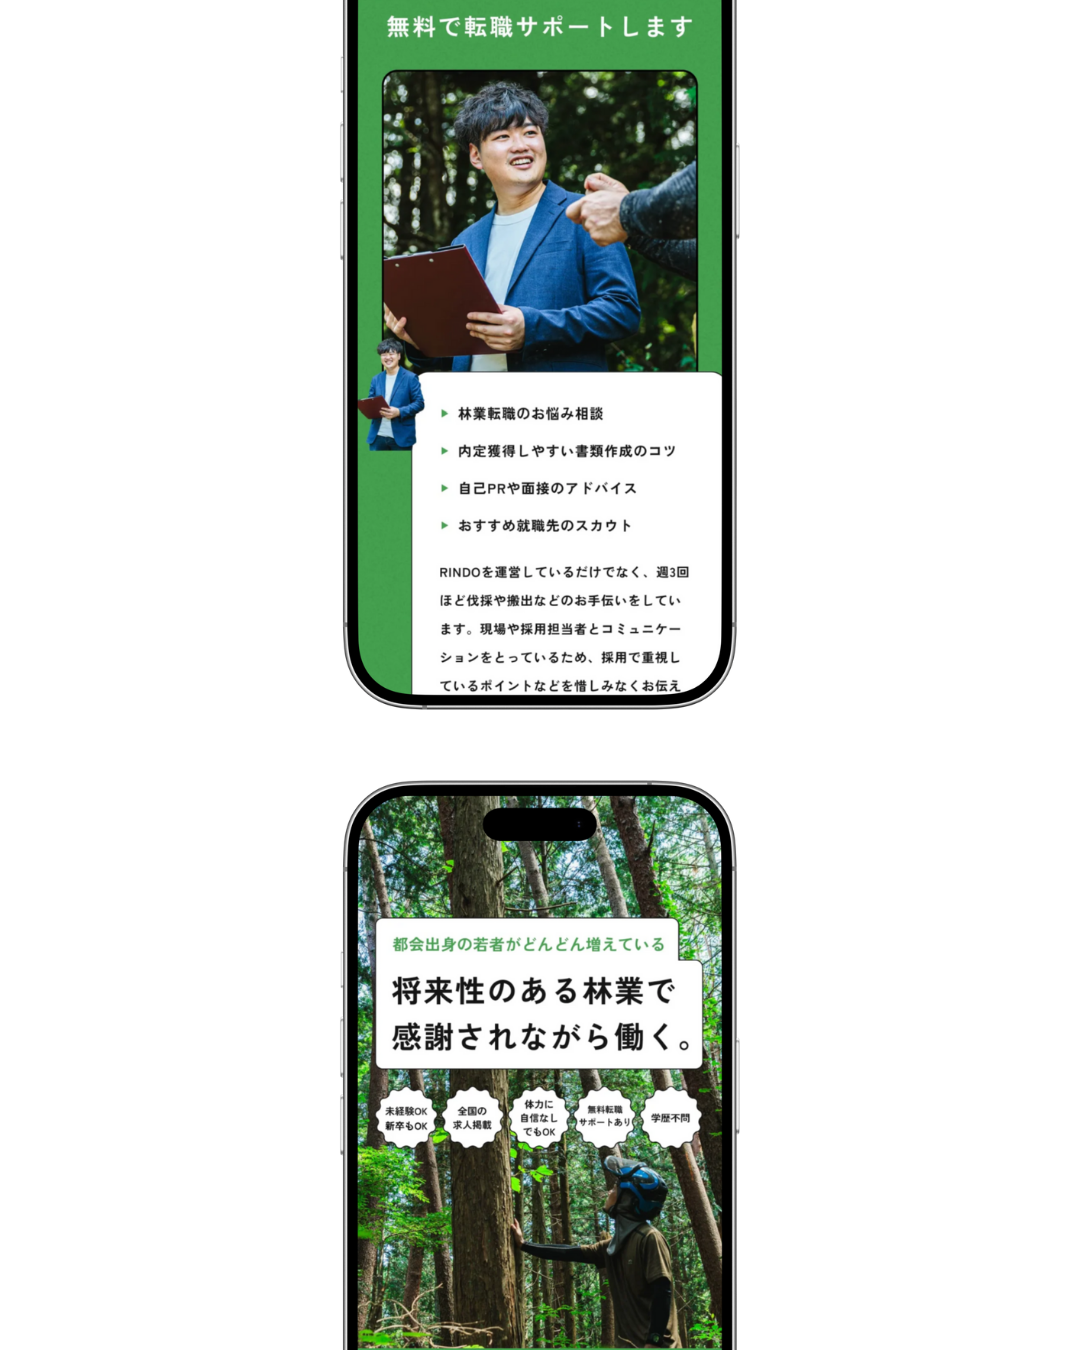 無料で転職サポートします
林業転職のお悩み相談
内定獲得しやすい書類作成のコツ
自己PRや面接のアドバイス
おすすめ就職先のスカウト
RINDOを運営しているだけでなく、週3回
ほど伐採や搬出などのお手伝いをしてい
ます。現場や採用担当者とコミュニケー
ションをとっているため、採用で重視し
ているポイントなどを惜しみなくお伝え
都会出身の若者がどんどん増えている
将来性のある林業で
感謝されながら働く。
未経験OK
新卒もOK
全国の
求人掲載
体力に
自信なし
でもOK
無料転職
サポートあり
学歴不問